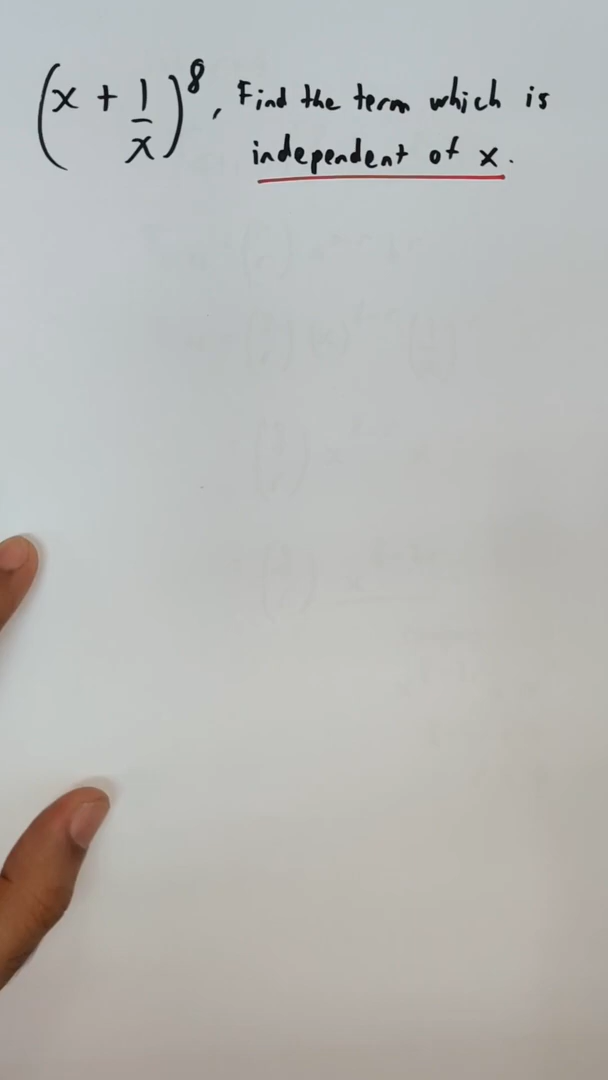 (x + 1/x)^8, Find the term which is
independent of x.